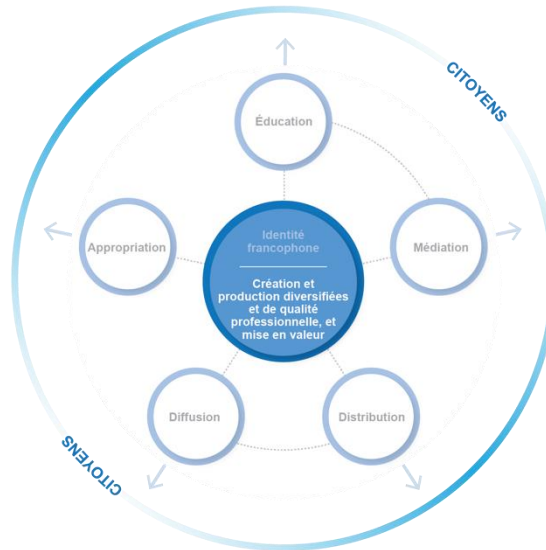 CITOYENS
Éducation
Appropriation
Identité
francophone
Médiation
Création et
production diversifiées
et de qualité
professionnelle, et
mise en valeur
Diffusion
Distribution
CITOYENS